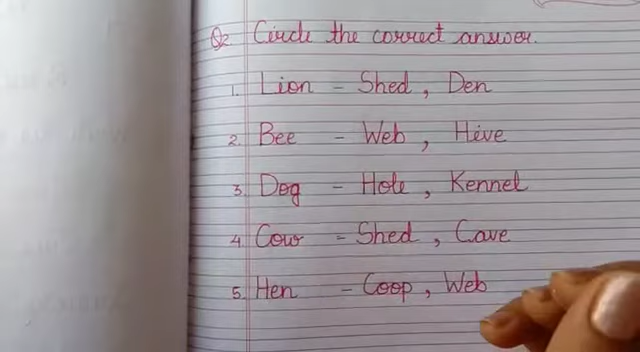 Q2 Circle the correct answer.
1. Lion - Shed, Den
2. Bee - Web, Hive
3. Dog - Hole, Kennel
4. Cow - Shed, Cave
5. Hen - Coop, Web